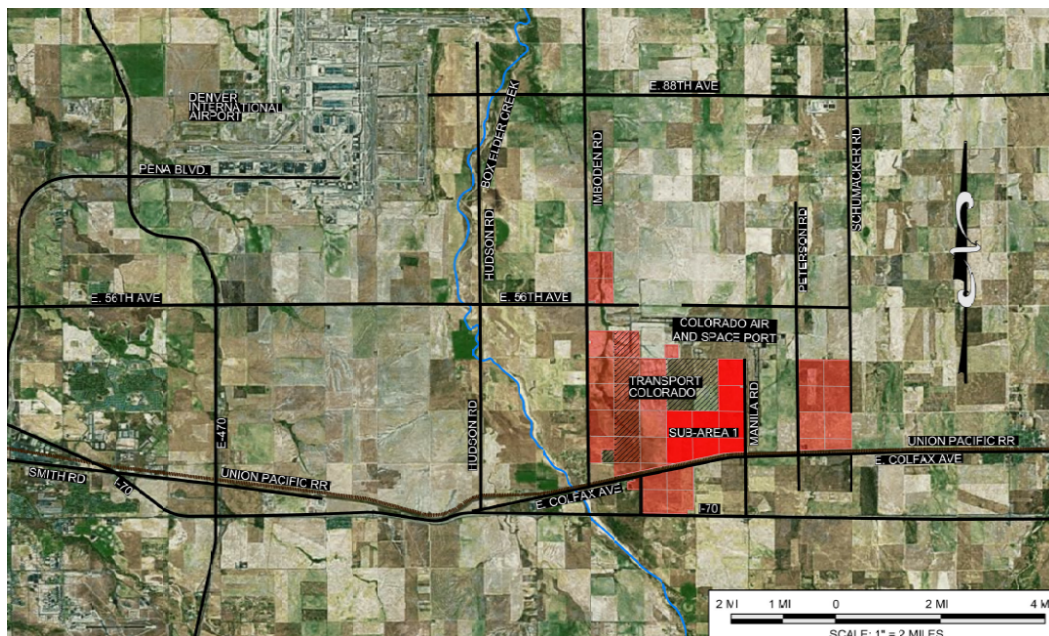 E. 88TH AVE
DENVER
INTERNATIONAL
AIRPORT
BOX ELDER CREEK
IMBODEN RD
SCHUMACKER RD
PENA BLVD.
HUDSON RD
PETERSON RD
E. 56TH AVE
E. 56TH AVE
COLORADO AIR
AND SPACE PORT
TRANSPORT
COLORADO
MANILA RD
E-470
HUDSON RD
SUB-AREA 1
UNION PACIFIC RR
E. COLFAX AVE
SMITH RD
I-70
UNION PACIFIC RR
E. COLFAX AVE
I-70
2 MI 1 MI 0 2 MI 4 M
SCALE: 1" = 2 MILES